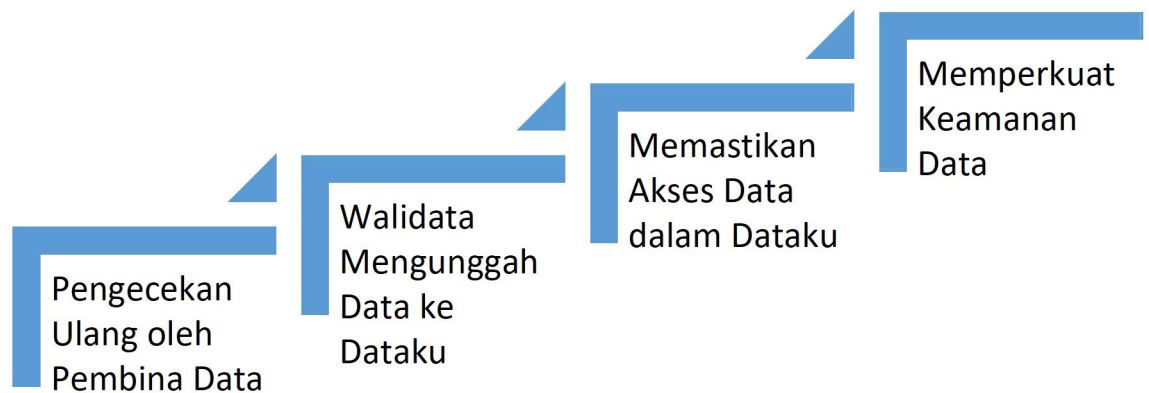 Pengecekan
Ulang oleh
Pembina Data
Walidata
Mengunggah
Data ke
Dataku
Memastikan
Akses Data
dalam Dataku
Memperkuat
Keamanan
Data